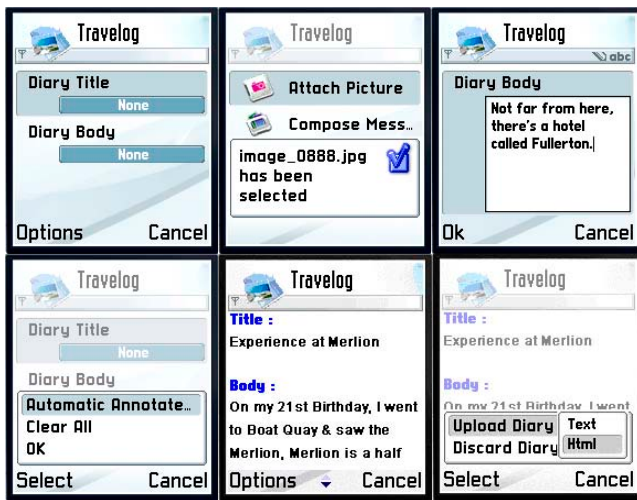 Travelog
Diary Title
None
Diary Body
None
Options Cancel
Travelog
Attach Picture
Compose Mess...
image_0888.jpg
has been
selected
Travelog
abc
Diary Body
Not far from here,
there's a hotel
called Fullerton.
Ok Cancel
Travelog
Diary Title
None
Diary Body
Automatic Annotate...
Clear All
OK
Select Cancel
Travelog
Title :
Experience at Merlion
Body :
On my 21st Birthday, I went
to Boat Quay & saw the
Merlion, Merlion is a half
Options Cancel
Travelog
Title :
Experience at Merlion
Body :
On my 21st Birthday, I went
Upload Diary Text
Discard Diary Html
Select Cancel